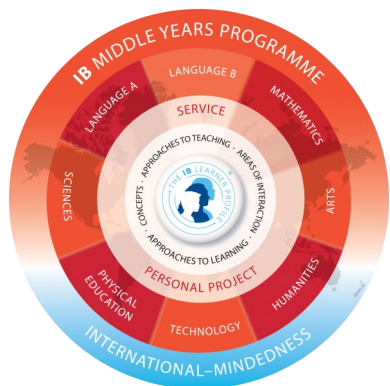 IB MIDDLE YEARS PROGRAMME
LANGUAGE B
LANGUAGE A
MATHEMATICS
SERVICE
APPROACHES TO TEACHING · AREAS OF INTERACTION ·
CONCEPTS ·
APPROACHES TO LEARNING ·
THE IB LEARNER PROFILE
SCIENCES
ARTS
PERSONAL PROJECT
PHYSICAL
EDUCATION
TECHNOLOGY
HUMANITIES
INTERNATIONAL–MINDEDNESS